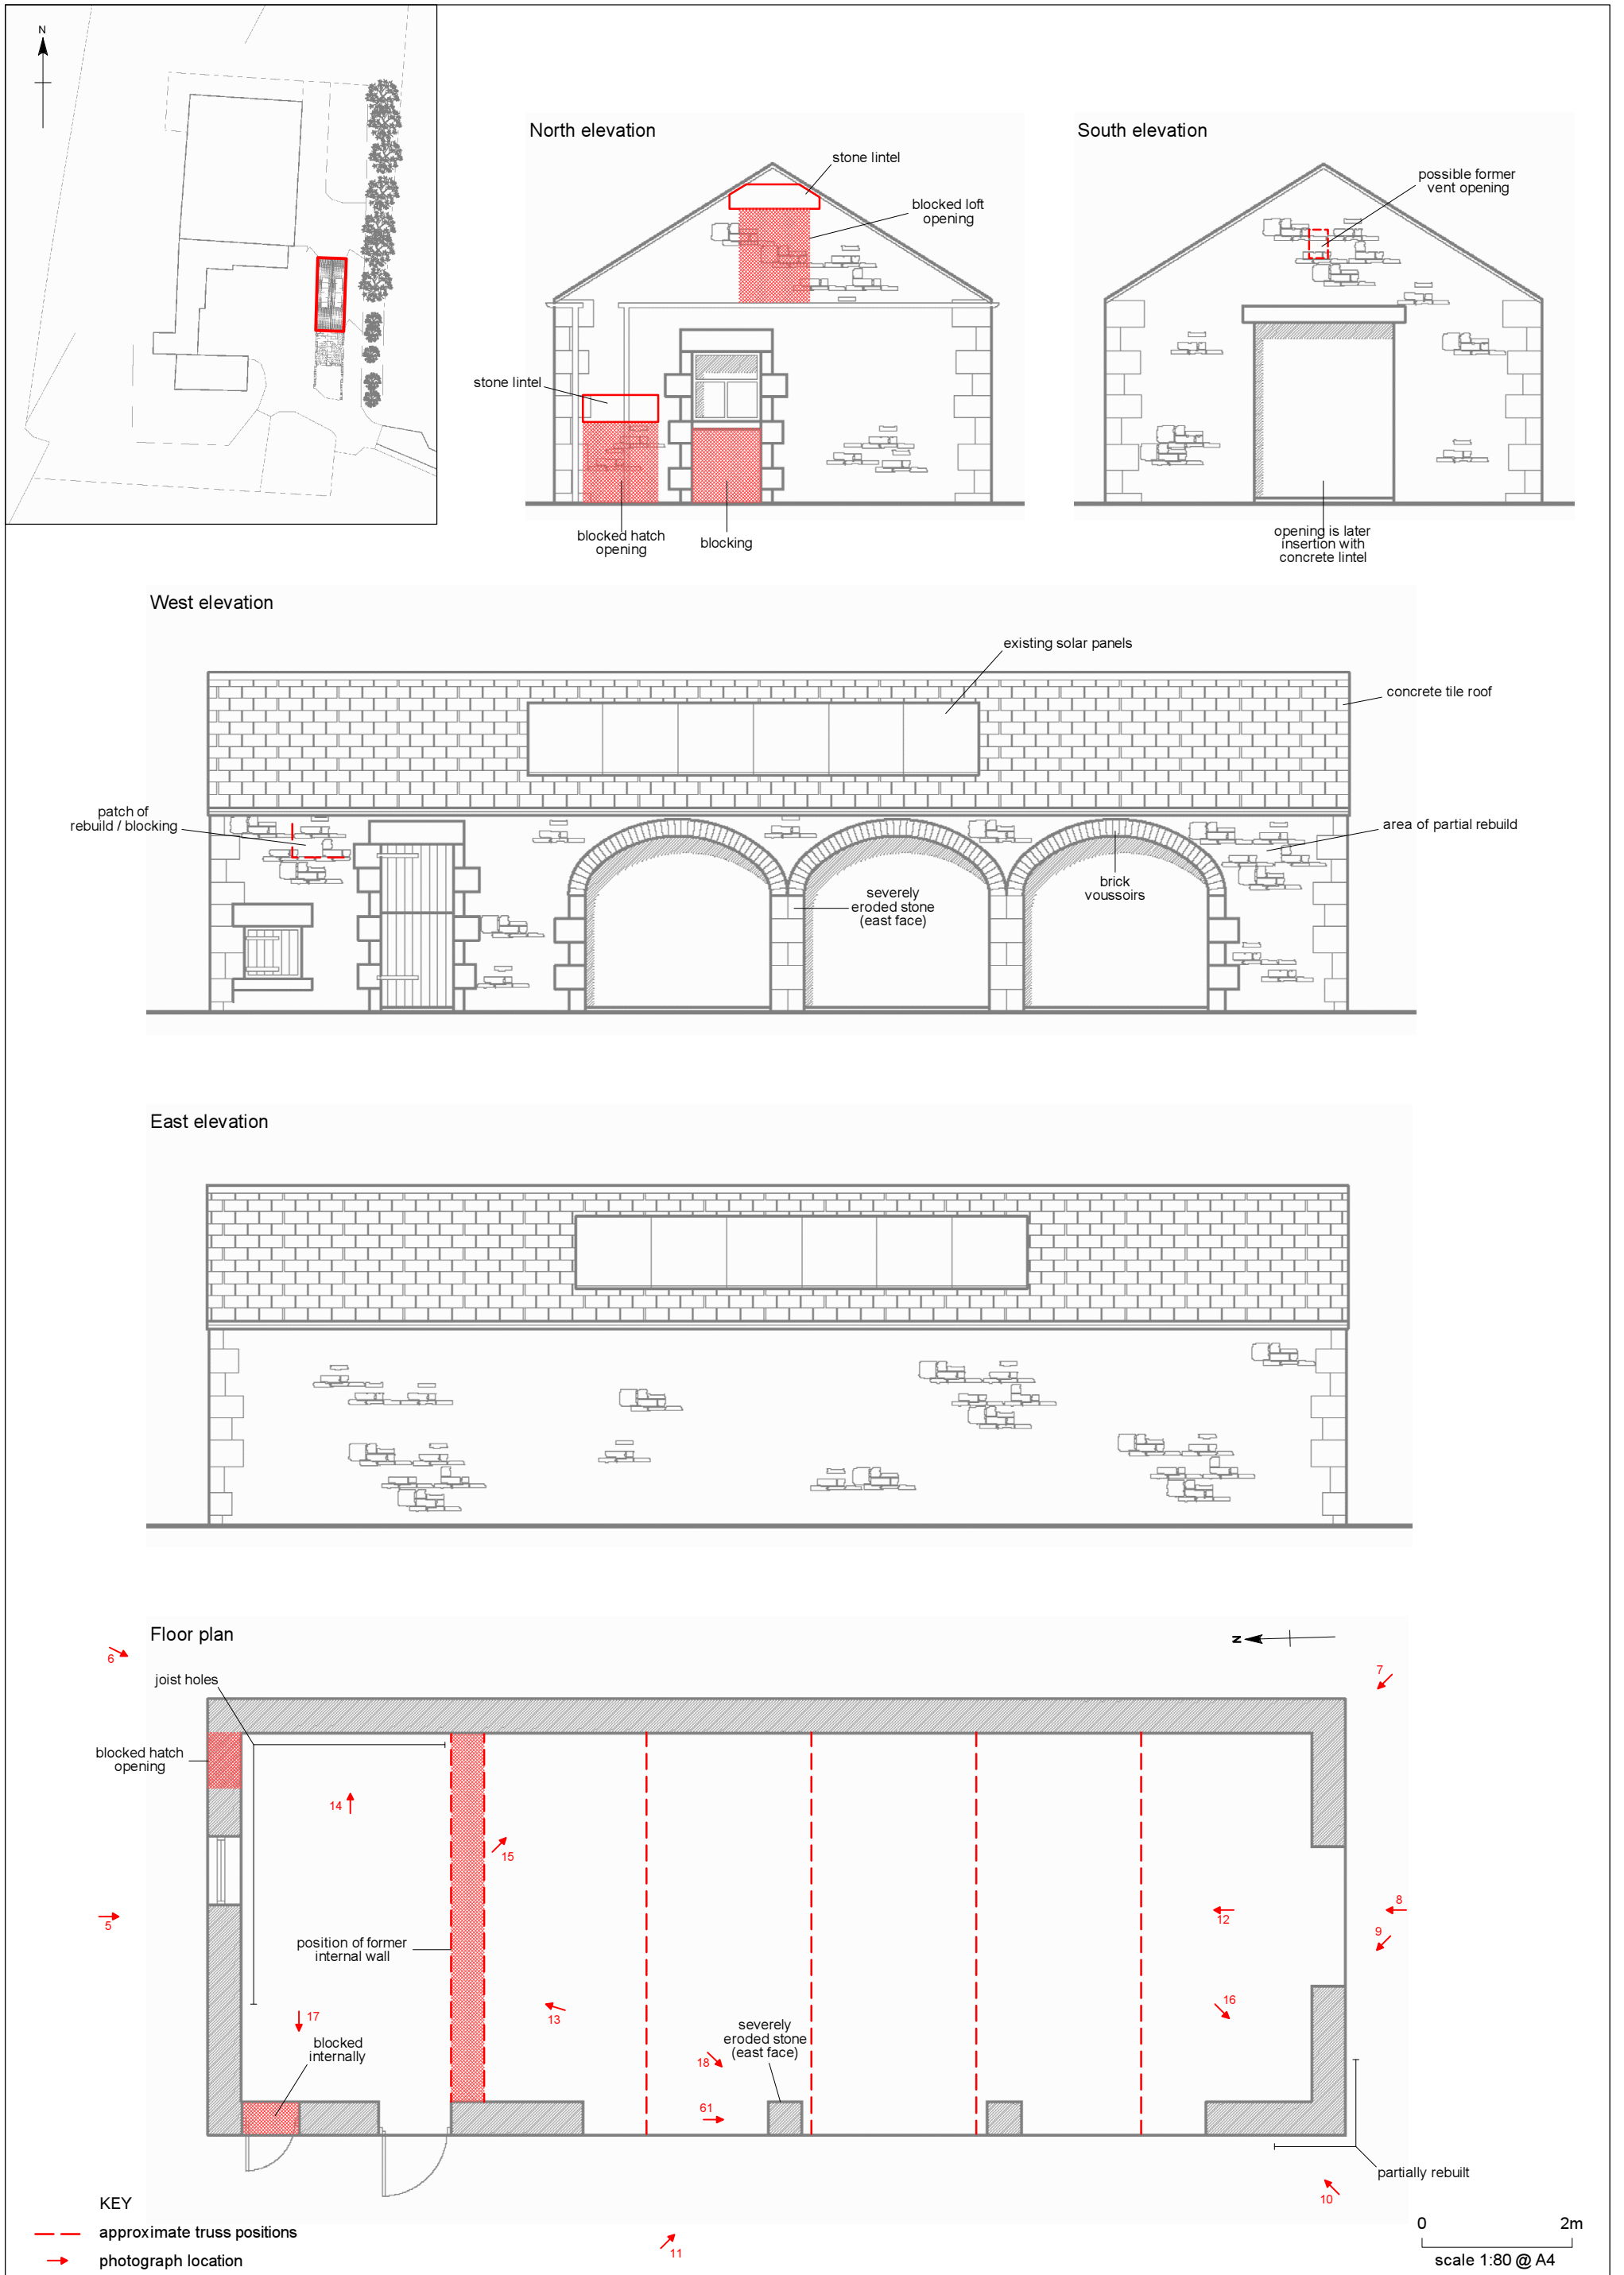 N
North elevation
stone lintel
blocked loft
opening
stone lintel
blocked hatch
opening
blocking
South elevation
possible former
vent opening
opening is later
insertion with
concrete lintel
West elevation
existing solar panels
concrete tile roof
patch of
rebuild / blocking
area of partial rebuild
severely
eroded stone
(east face)
brick
voussoirs
East elevation
Floor plan
N
6
7
joist holes
blocked hatch
opening
14
15
5
8
12
9
position of former
internal wall
13
16
17
blocked
internally
severely
eroded stone
(east face)
18
61
partially rebuilt
10
11
KEY
approximate truss positions
photograph location
0 2m
scale 1:80 @ A4